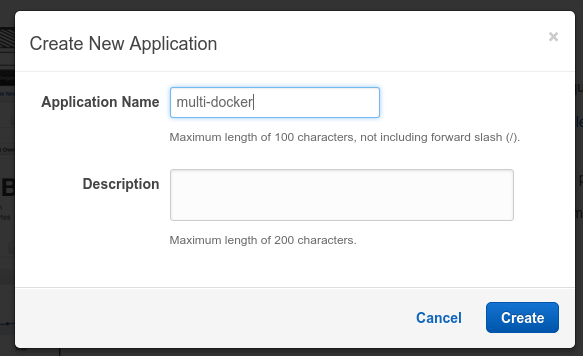 Create New Application
×
Application Name multi-docker
Maximum length of 100 characters, not including forward slash (/).
Description
Maximum length of 200 characters.
Cancel Create